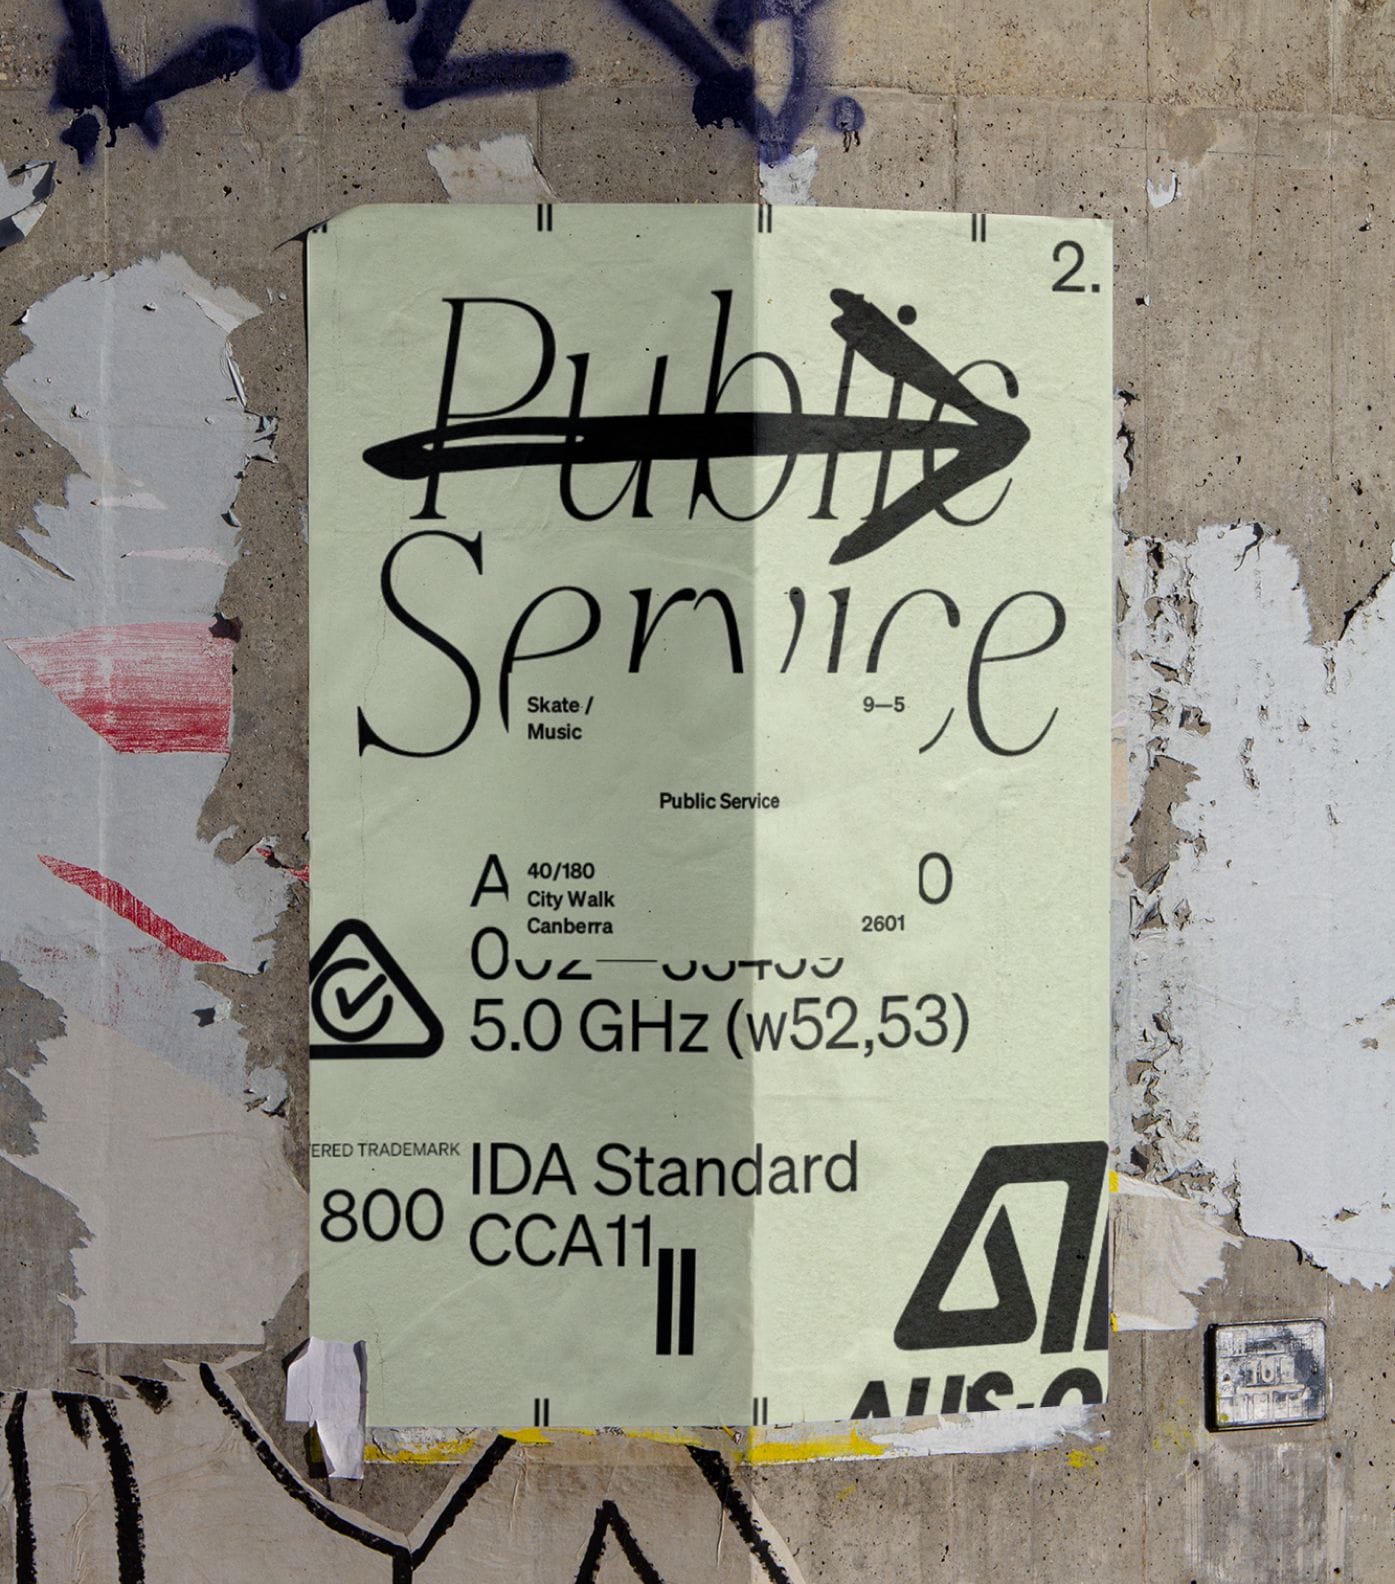 2.
Public
Service
Skate /
Music
9—5
Public Service
A
0
40/180
City Walk
Canberra
2601
5.0 GHz (w52,53)
ERED TRADEMARK
IDA Standard
800
CCA11
AUS-